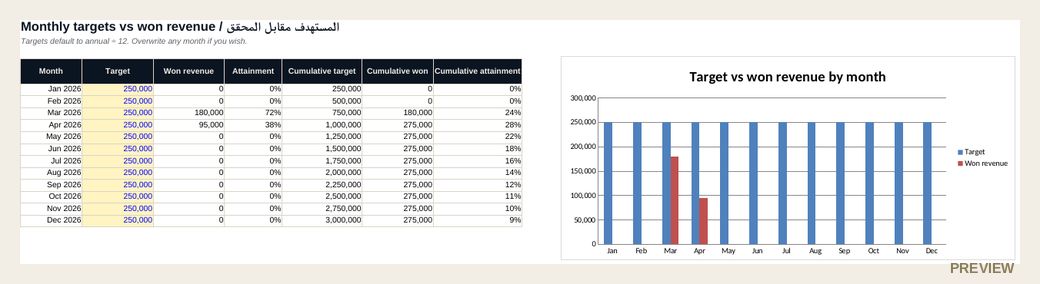 Monthly targets vs won revenue / المستهدف مقابل المحقق
Targets default to annual ÷ 12. Overwrite any month if you wish.
Month Target Won revenue Attainment Cumulative target Cumulative won Cumulative attainment
Jan 2026 250,000 0 0% 250,000 0 0%
Feb 2026 250,000 0 0% 500,000 0 0%
Mar 2026 250,000 180,000 72% 750,000 180,000 24%
Apr 2026 250,000 95,000 38% 1,000,000 275,000 28%
May 2026 250,000 0 0% 1,250,000 275,000 22%
Jun 2026 250,000 0 0% 1,500,000 275,000 18%
Jul 2026 250,000 0 0% 1,750,000 275,000 16%
Aug 2026 250,000 0 0% 2,000,000 275,000 14%
Sep 2026 250,000 0 0% 2,250,000 275,000 12%
Oct 2026 250,000 0 0% 2,500,000 275,000 11%
Nov 2026 250,000 0 0% 2,750,000 275,000 10%
Dec 2026 250,000 0 0% 3,000,000 275,000 9%
Target vs won revenue by month
300,000
250,000
200,000
150,000
100,000
50,000
0
Jan Feb Mar Apr May Jun Jul Aug Sep Oct Nov Dec
Target
Won revenue
PREVIEW